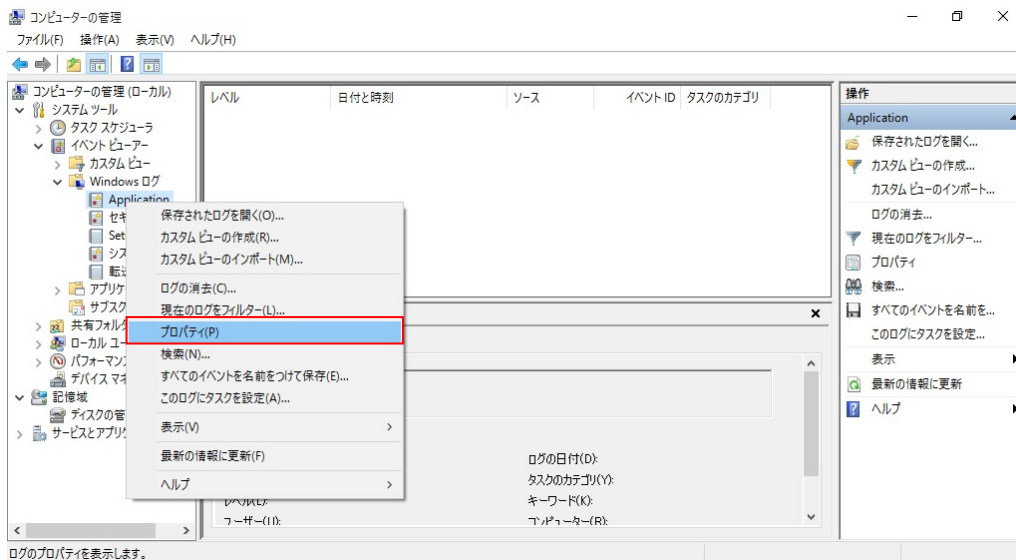 コンピューターの管理
ファイル(F) 操作(A) 表示(V) ヘルプ(H)
コンピューターの管理 (ローカル)
システム ツール
タスク スケジューラ
イベント ビューアー
カスタム ビュー
Windows ログ
Application
セキ
Set
シス
転送
アプリケ
サブスク
共有フォルダ
ローカル ユー
パフォーマン
デバイス マネ
記憶域
ディスクの管
サービスとアプリケ
レベル 日付と時刻 ソース イベント ID タスクのカテゴリ
保存されたログを開く(O)...
カスタム ビューの作成(R)...
カスタム ビューのインポート(M)...
ログの消去(C)...
現在のログをフィルター(L)...
プロパティ(P)
検索(N)...
すべてのイベントを名前をつけて保存(E)...
このログにタスクを設定(A)...
表示(V)
最新の情報に更新(F)
ヘルプ
ログの日付(D):
タスクのカテゴリ(Y):
レベル(L): キーワード(K):
ユーザー(U): コンピューター(R):
操作
Application
保存されたログを開く...
カスタム ビューの作成...
カスタム ビューのインポート...
ログの消去...
現在のログをフィルター...
プロパティ
検索...
すべてのイベントを名前を...
このログにタスクを設定...
表示
最新の情報に更新
ヘルプ
ログのプロパティを表示します。